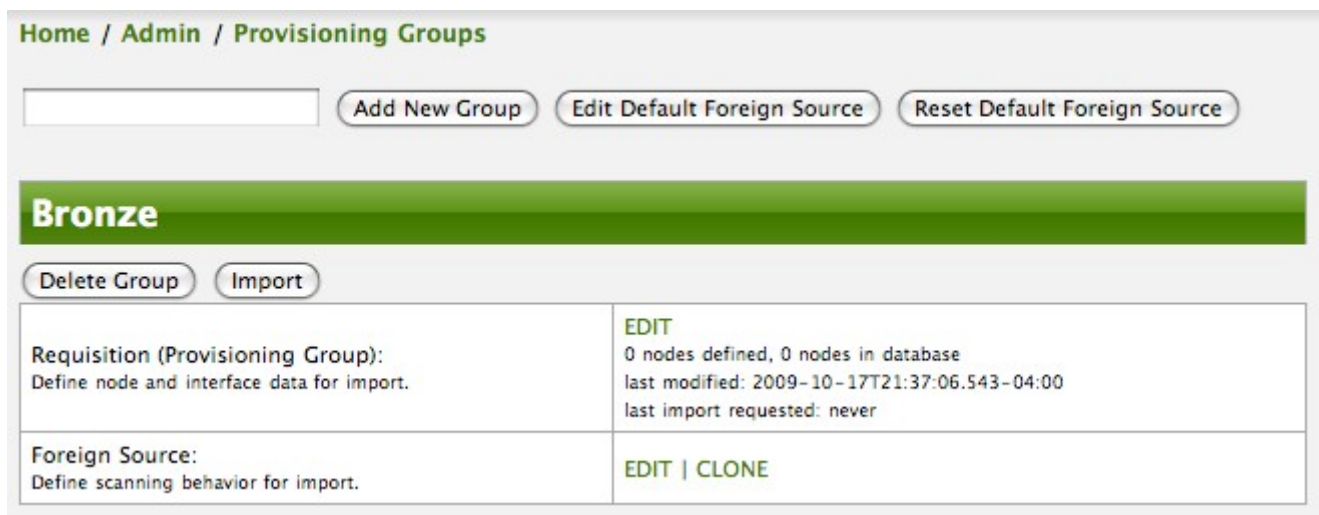 Home / Admin / Provisioning Groups
Add New Group Edit Default Foreign Source Reset Default Foreign Source
Bronze
Delete Group Import
Requisition (Provisioning Group):
Define node and interface data for import.
EDIT
0 nodes defined, 0 nodes in database
last modified: 2009-10-17T21:37:06.543-04:00
last import requested: never
Foreign Source:
Define scanning behavior for import.
EDIT | CLONE